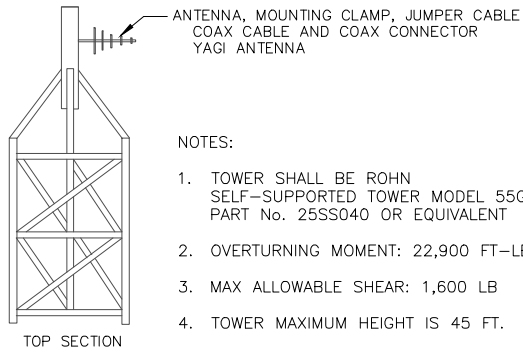 ANTENNA, MOUNTING CLAMP, JUMPER CABLE
COAX CABLE AND COAX CONNECTOR
YAGI ANTENNA
NOTES:
1. TOWER SHALL BE ROHN
SELF-SUPPORTED TOWER MODEL 55G
PART No. 25SS040 OR EQUIVALENT
2. OVERTURNING MOMENT: 22,900 FT-LB
3. MAX ALLOWABLE SHEAR: 1,600 LB
4. TOWER MAXIMUM HEIGHT IS 45 FT.
TOP SECTION